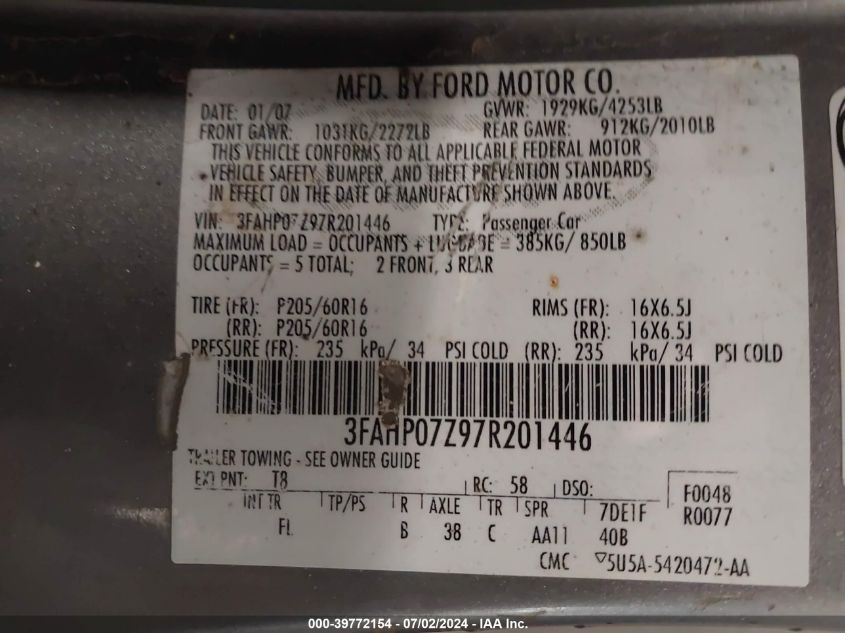 MFD. BY FORD MOTOR CO.
DATE: 01/07 GVWR: 1929KG/4253LB
FRONT GAWR: 1031KG/2272LB REAR GAWR: 912KG/2010LB
THIS VEHICLE CONFORMS TO ALL APPLICABLE FEDERAL MOTOR
VEHICLE SAFETY, BUMPER, AND THEFT PREVENTION STANDARDS
IN EFFECT ON THE DATE OF MANUFACTURE SHOWN ABOVE.
VIN: 3FAHP07Z97R201446 TYPE: Passenger Car
MAXIMUM LOAD = OCCUPANTS + LUGGAGE = 385KG/ 850LB
OCCUPANTS = 5 TOTAL; 2 FRONT, 3 REAR
TIRE (FR): P205/60R16 RIMS (FR): 16X6.5J
(RR): P205/60R16 (RR): 16X6.5J
PRESSURE (FR): 235 kPa/ 34 PSI COLD (RR): 235 kPa/ 34 PSI COLD
3FAHP07Z97R201446
TRAILER TOWING - SEE OWNER GUIDE
EXT PNT: T8 RC: 58 DSO: F0048
INT TR TP/PS R AXLE TR SPR 7DE1F R0077
FL B 38 C AA11 40B
CMC 5U5A-5420472-AA
000-39772154 - 07/02/2024 - © IAA Inc.